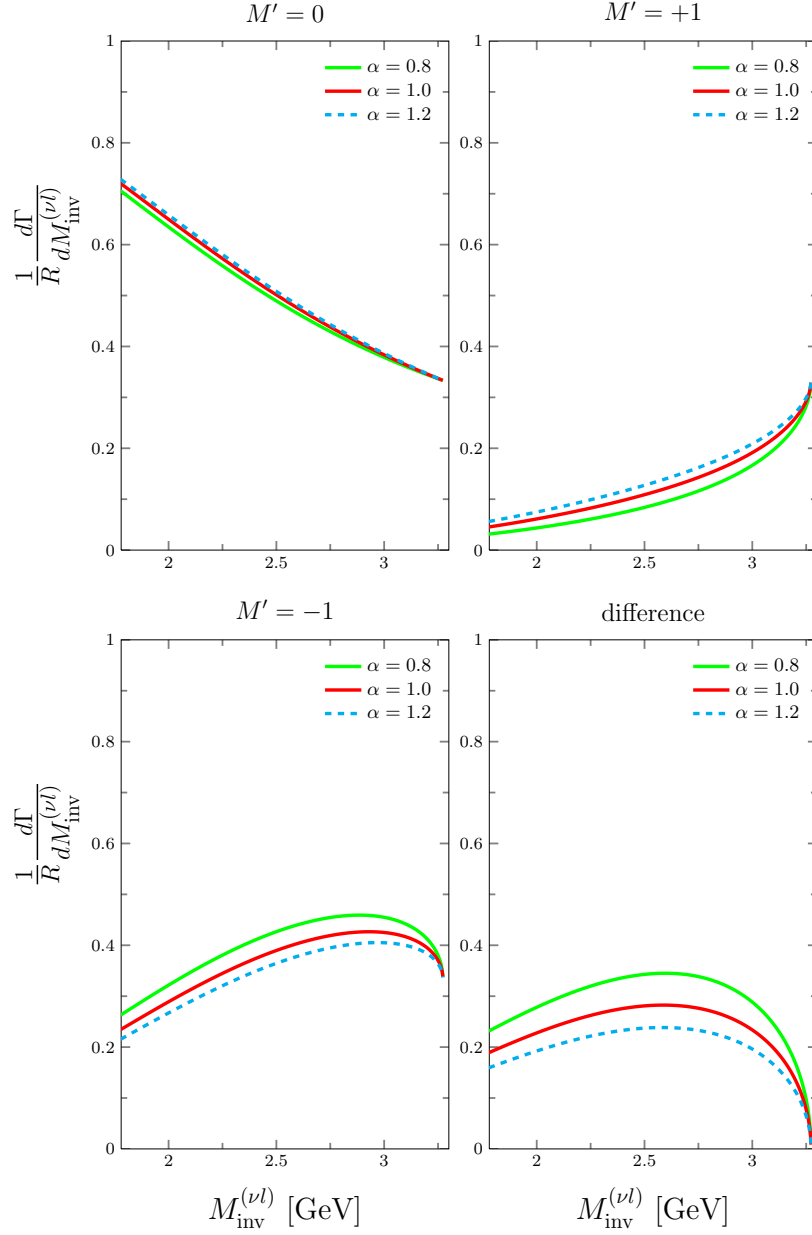 M′ = 0
M′ = +1
1
0.8
0.6
0.4
0.2
0
α = 0.8
α = 1.0
α = 1.2
1
0.8
0.6
0.4
0.2
0
α = 0.8
α = 1.0
α = 1.2
1/R dΓ/dM_inv^(νl)
2 2.5 3
2 2.5 3
M′ = −1
difference
1
0.8
0.6
0.4
0.2
0
α = 0.8
α = 1.0
α = 1.2
1
0.8
0.6
0.4
0.2
0
α = 0.8
α = 1.0
α = 1.2
1/R dΓ/dM_inv^(νl)
2 2.5 3
2 2.5 3
M_inv^(νl) [GeV]
M_inv^(νl) [GeV]